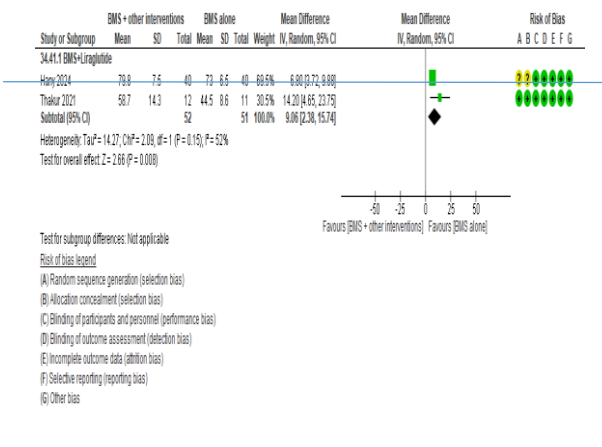 BMS + other interventions BMS alone Mean Difference Mean Difference Risk of Bias
Study or Subgroup Mean SD Total Mean SD Total Weight IV, Random, 95% CI IV, Random, 95% CI A B C D E F G
34.41.1 BMS+Liraglutide
Hany 2024 79.8 7.5 40 73 6.5 40 69.5% 6.80 [3.72, 9.88] ? ? + + + + +
Thakur 2021 58.7 14.3 12 44.5 8.6 11 30.5% 14.20 [4.65, 23.75] + + + + + + +
Subtotal (95% CI) 52 51 100.0% 9.06 [2.38, 15.74]
Heterogeneity: Tau² = 14.27; Chi² = 2.09, df = 1 (P = 0.15); I² = 52%
Test for overall effect: Z = 2.66 (P = 0.008)
-50 -25 0 25 50
Favours [BMS + other interventions] Favours [BMS alone]
Test for subgroup differences: Not applicable
Risk of bias legend
(A) Random sequence generation (selection bias)
(B) Allocation concealment (selection bias)
(C) Blinding of participants and personnel (performance bias)
(D) Blinding of outcome assessment (detection bias)
(E) Incomplete outcome data (attrition bias)
(F) Selective reporting (reporting bias)
(G) Other bias